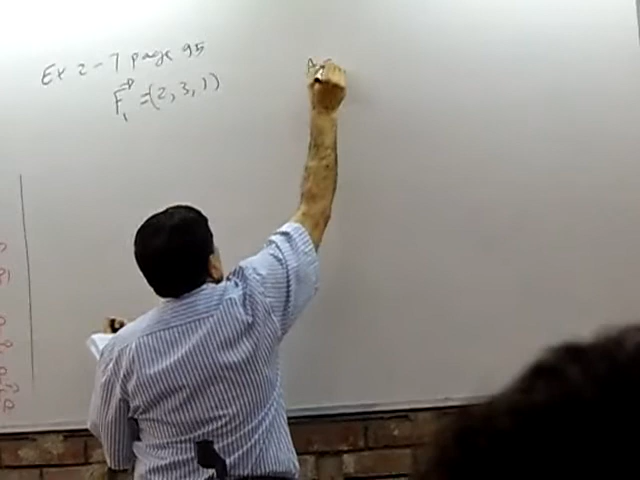 Ex 2-7 page 95
F⃗₁ = (2, 3, 1)